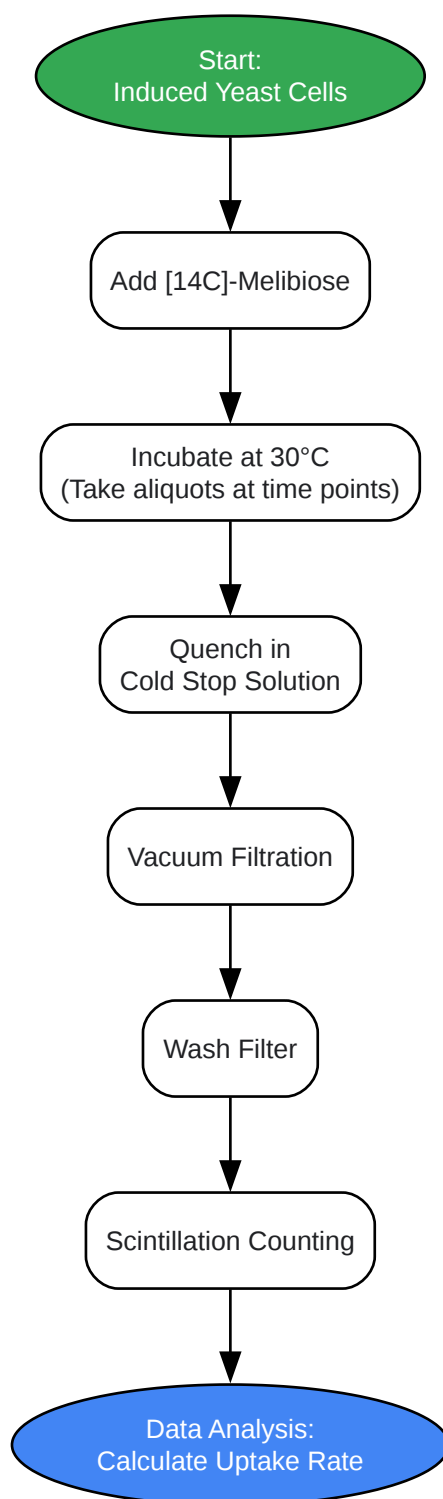 Start:
Induced Yeast Cells
Add [14C]-Melibiose
Incubate at 30°C
(Take aliquots at time points)
Quench in
Cold Stop Solution
Vacuum Filtration
Wash Filter
Scintillation Counting
Data Analysis:
Calculate Uptake Rate